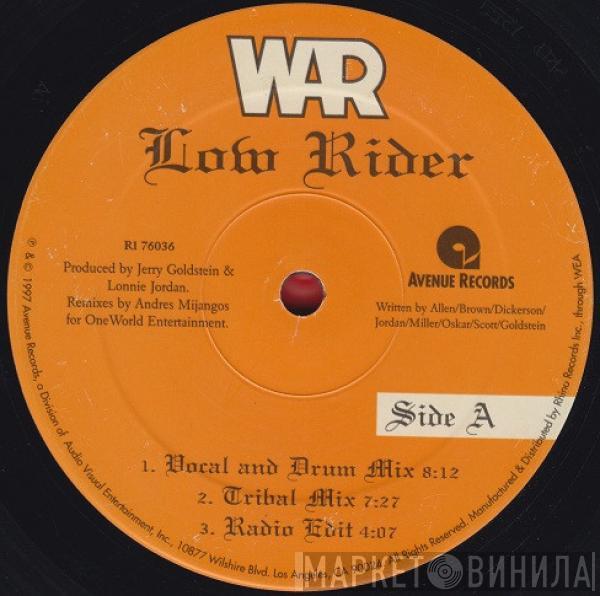 WAR
Low Rider
R1 76036
Produced by Jerry Goldstein &
Lonnie Jordan.
Remixes by Andres Mijangos
for OneWorld Entertainment.
AVENUE RECORDS
Written by Allen/Brown/Dickerson/
Jordan/Miller/Oskar/Scott/Goldstein
Side A
1. Vocal and Drum Mix 8:12
2. Tribal Mix 7:27
3. Radio Edit 4:07
℗ & © 1997 Avenue Records, a Division of Audio Visual Entertainment, Inc., 10877 Wilshire Blvd. Los Angeles, CA 90024. All Rights Reserved. Manufactured & Distributed by Rhino Records Inc., through WEA
МАРКЕТ ВИНИЛА